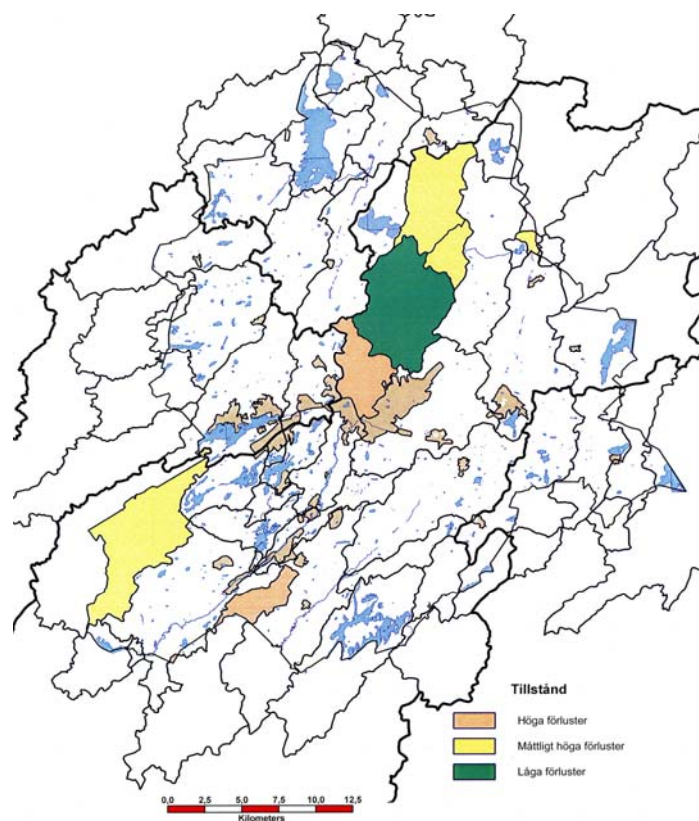 Tillstånd
Höga förluster
Måttligt höga förluster
Låga förluster
0,0 2,5 5,0 7,5 10,0 12,5
Kilometers